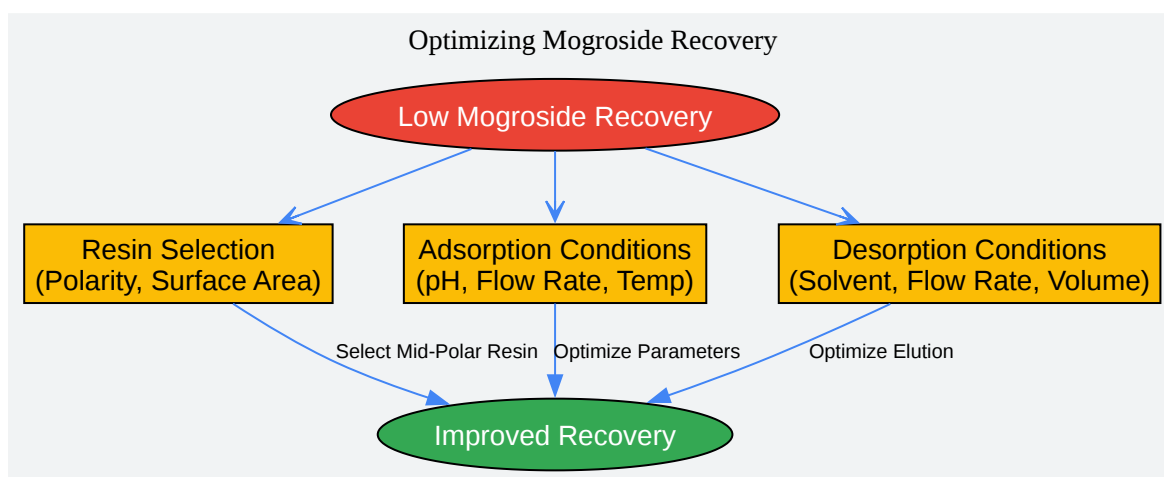 Optimizing Mogroside Recovery
Low Mogroside Recovery
Resin Selection
(Polarity, Surface Area)
Adsorption Conditions
(pH, Flow Rate, Temp)
Desorption Conditions
(Solvent, Flow Rate, Volume)
Select Mid-Polar Resin
Optimize Parameters
Optimize Elution
Improved Recovery